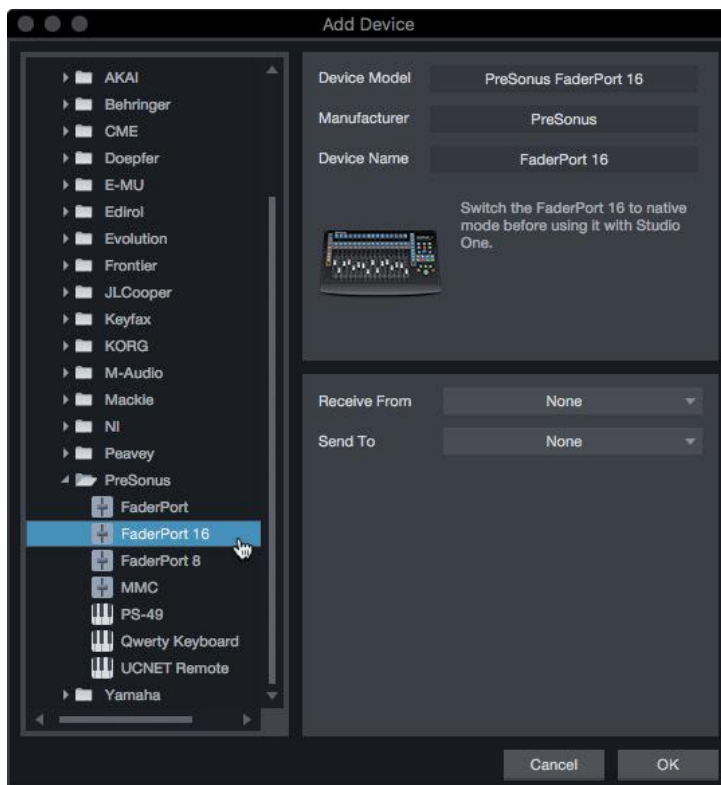 Add Device
AKAI
Behringer
CME
Doepfer
E-MU
Edirol
Evolution
Frontier
JLCooper
Keyfax
KORG
M-Audio
Mackie
NI
Peavey
PreSonus
FaderPort
FaderPort 16
FaderPort 8
MMC
PS-49
Qwerty Keyboard
UCNET Remote
Yamaha
Device Model PreSonus FaderPort 16
Manufacturer PreSonus
Device Name FaderPort 16
Switch the FaderPort 16 to native
mode before using it with Studio
One.
Receive From None
Send To None
Cancel OK